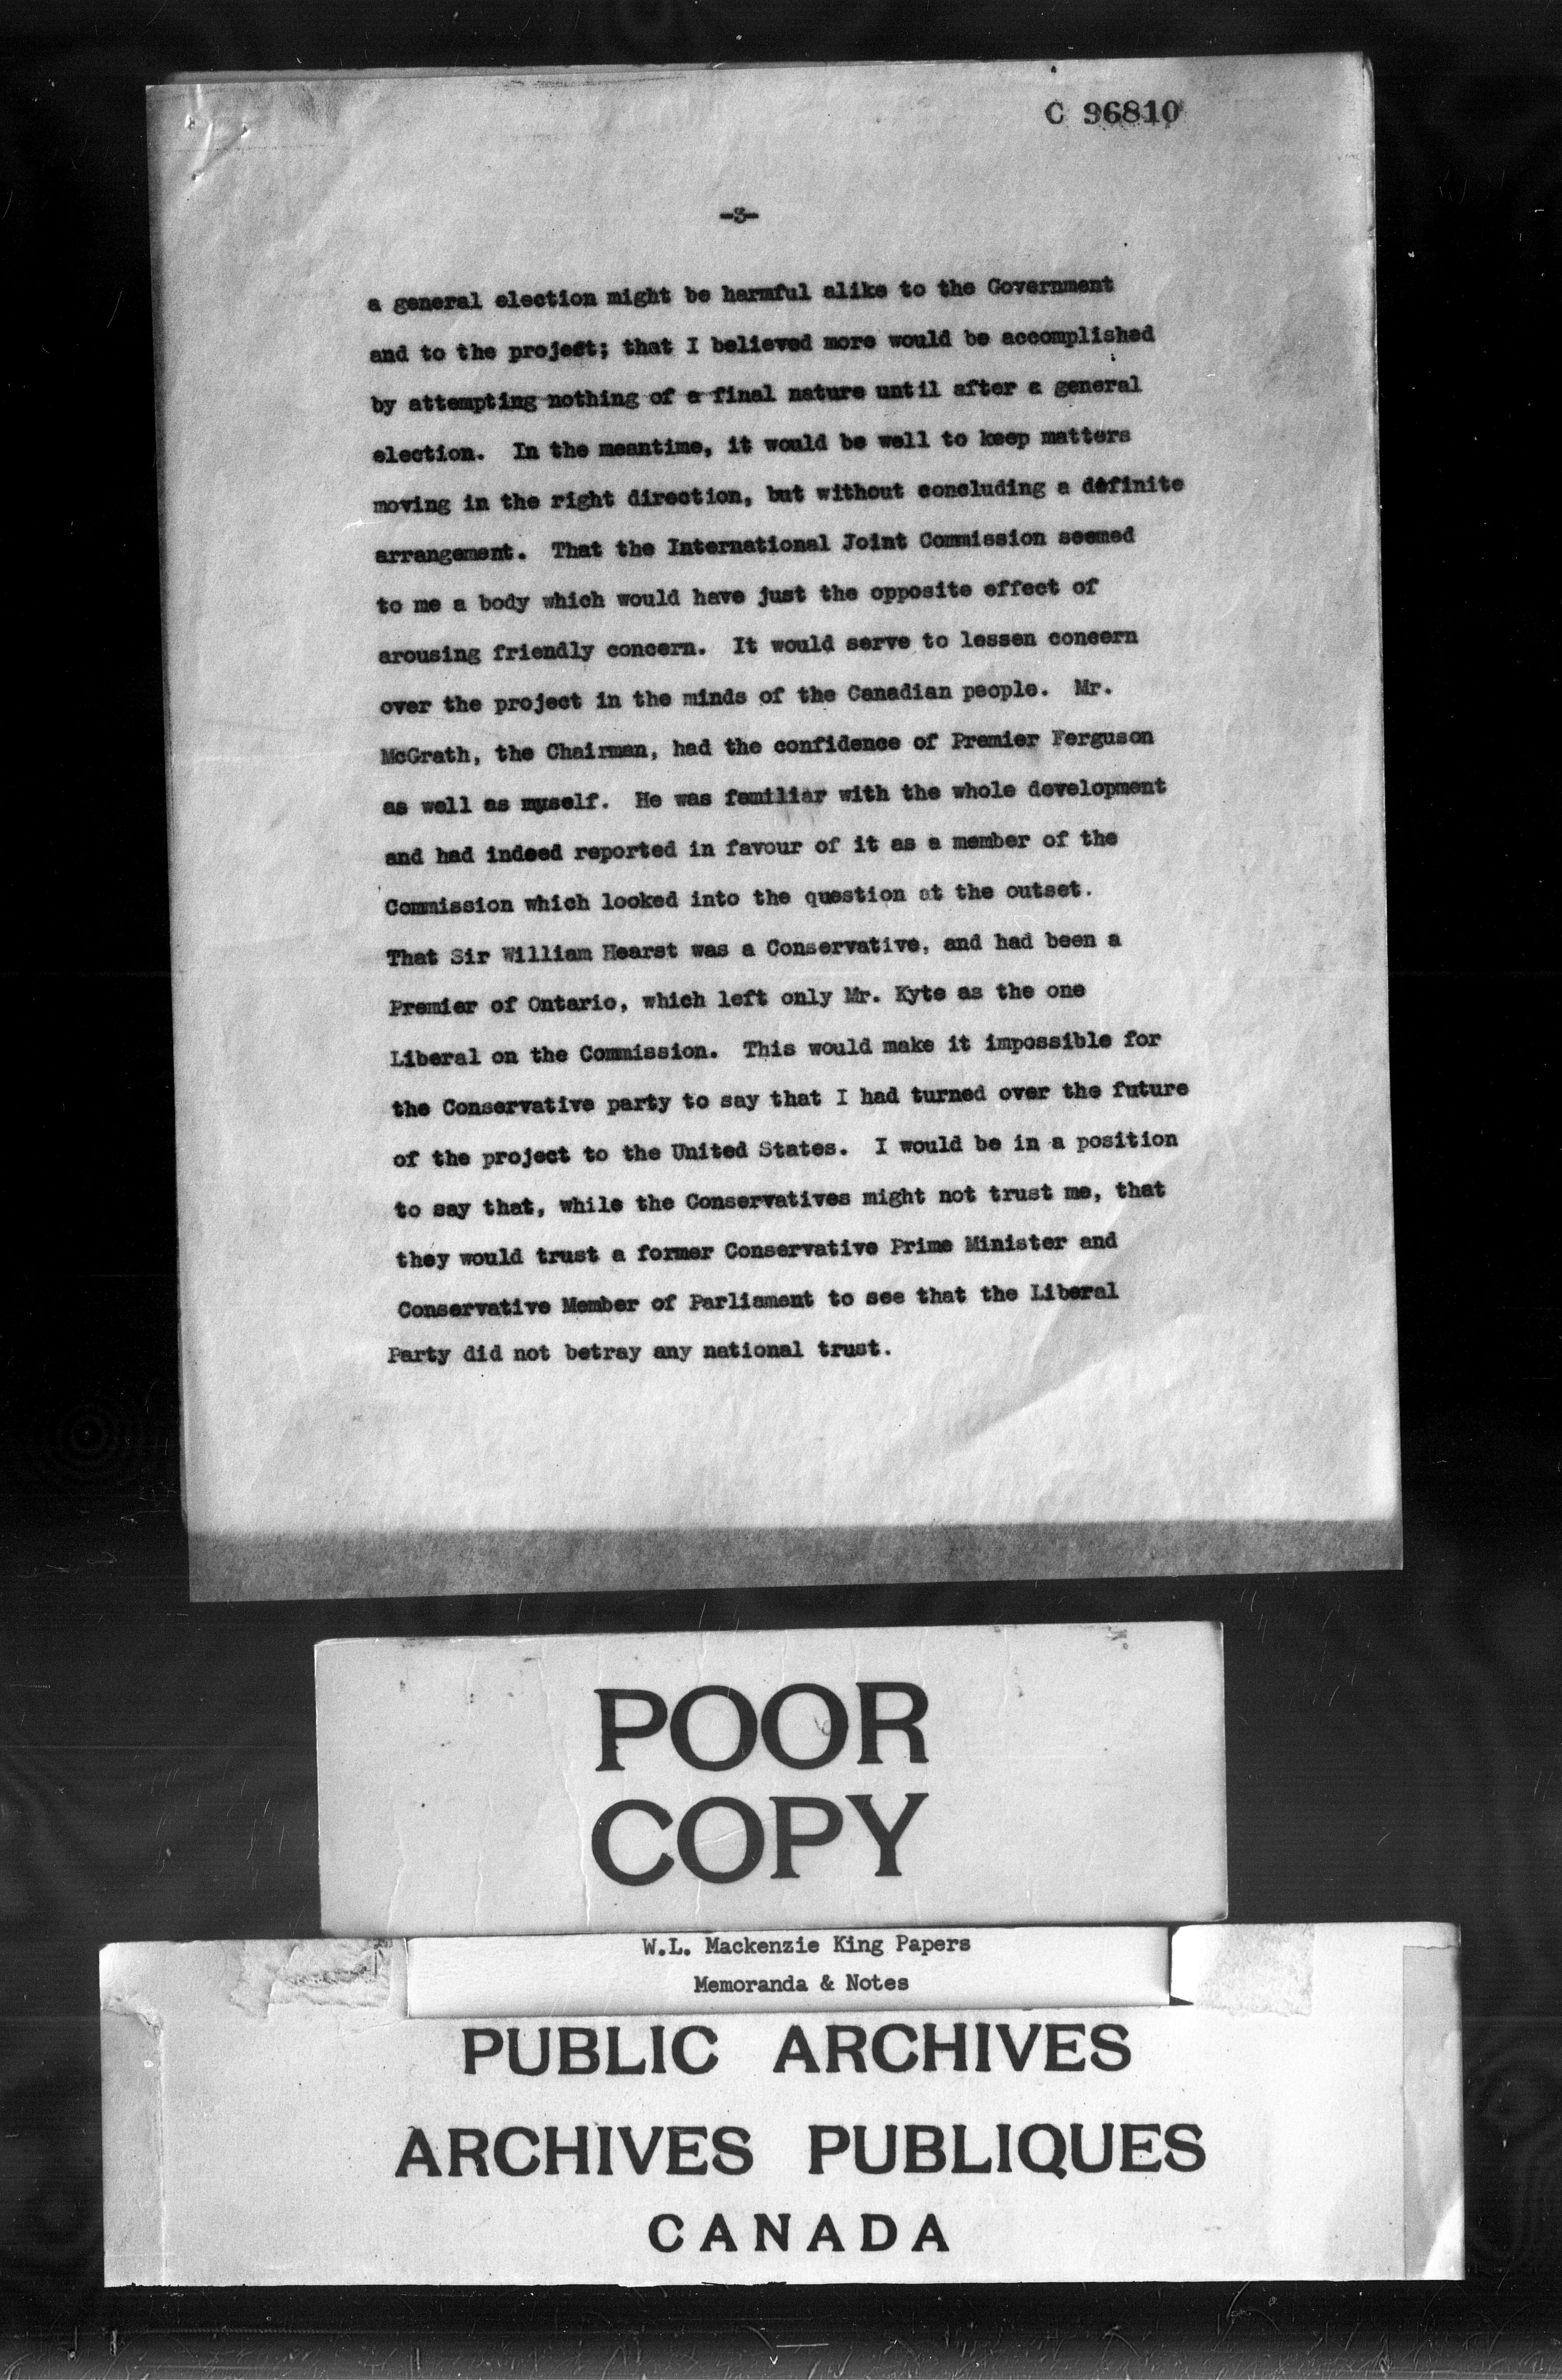 C 96810
-3-
a general election might be harmful alike to the Government
and to the project; that I believed more would be accomplished
by attempting nothing of a final nature until after a general
election. In the meantime, it would be well to keep matters
moving in the right direction, but without concluding a definite
arrangement. That the International Joint Commission seemed
to me a body which would have just the opposite effect of
arousing friendly concern. It would serve to lessen concern
over the project in the minds of the Canadian people. Mr.
McGrath, the Chairman, had the confidence of Premier Ferguson
as well as myself. He was familiar with the whole development
and had indeed reported in favour of it as a member of the
Commission which looked into the question at the outset.
That Sir William Hearst was a Conservative, and had been a
Premier of Ontario, which left only Mr. Kyte as the one
Liberal on the Commission. This would make it impossible for
the Conservative party to say that I had turned over the future
of the project to the United States. I would be in a position
to say that, while the Conservatives might not trust me, that
they would trust a former Conservative Prime Minister and
Conservative Member of Parliament to see that the Liberal
Party did not betray any national trust.
POOR
COPY
W.L. Mackenzie King Papers
Memoranda & Notes
PUBLIC ARCHIVES
ARCHIVES PUBLIQUES
CANADA